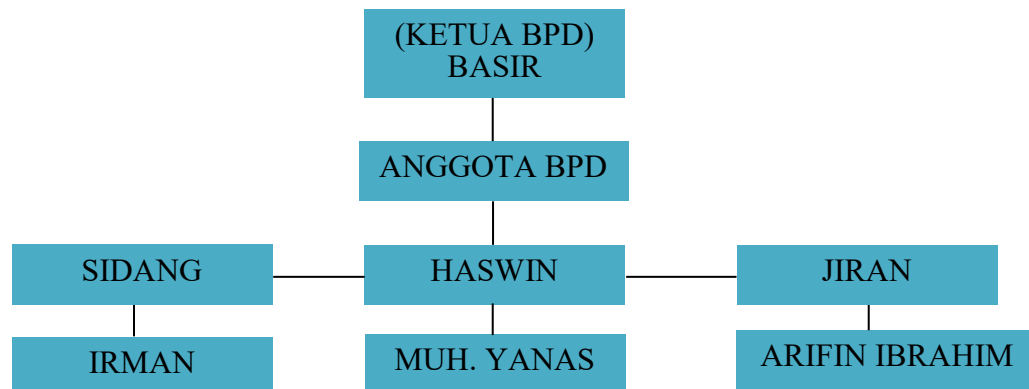 (KETUA BPD)
BASIR
ANGGOTA BPD
SIDANG
HASWIN
JIRAN
IRMAN
MUH. YANAS
ARIFIN IBRAHIM